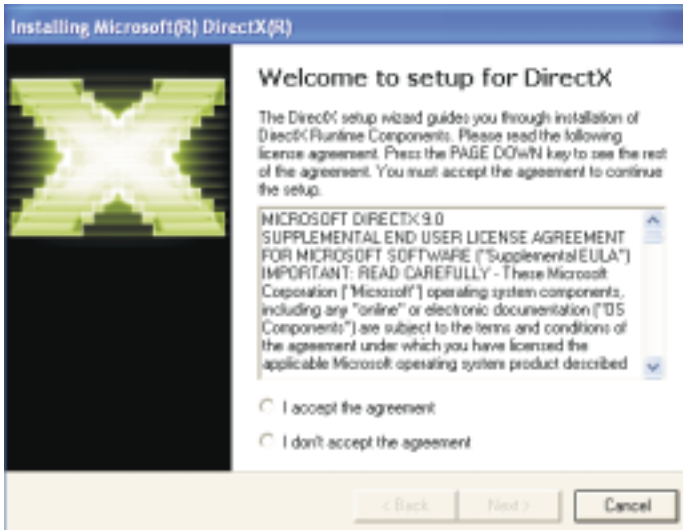 Installing Microsoft(R) DirectX(R)
Welcome to setup for DirectX
The DirectX setup wizard guides you through installation of
DirectX Runtime Components. Please read the following
license agreement. Press the PAGE DOWN key to see the rest
of the agreement. You must accept the agreement to continue
the setup.
MICROSOFT DIRECTX 9.0
SUPPLEMENTAL END USER LICENSE AGREEMENT
FOR MICROSOFT SOFTWARE ("Supplemental EULA")
IMPORTANT: READ CAREFULLY - These Microsoft
Corporation ("Microsoft") operating system components,
including any "online" or electronic documentation ("OS
Components") are subject to the terms and conditions of
the agreement under which you have licensed the
applicable Microsoft operating system product described
I accept the agreement
I don't accept the agreement
< Back Next > Cancel